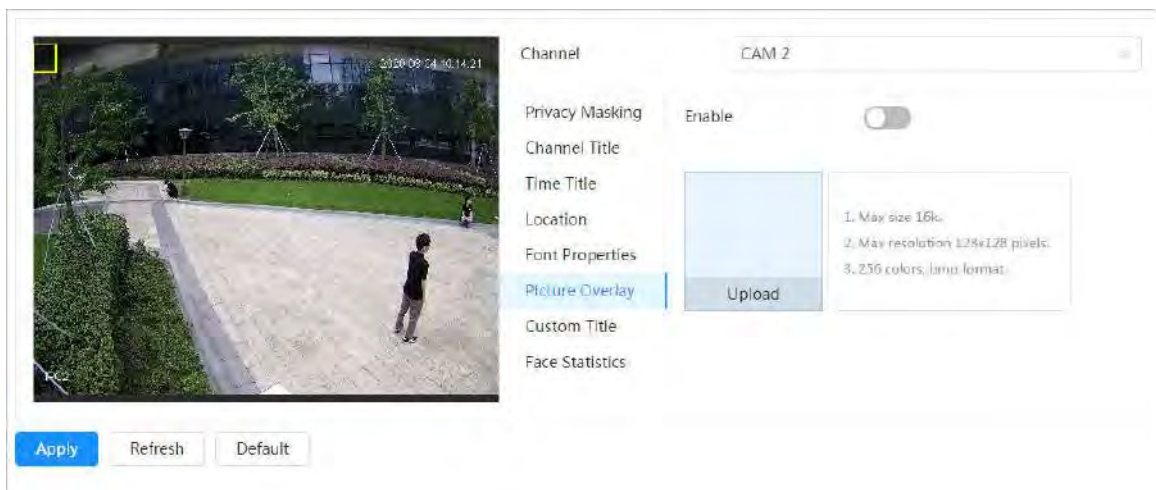 2020-09-04 10:14:21
Channel
CAM 2
Privacy Masking
Channel Title
Time Title
Location
Font Properties
Picture Overlay
Custom Title
Face Statistics
Enable
1. Max size 16k.
2. Max resolution 128x128 pixels.
3. 256 colors, bmp format.
Upload
Apply
Refresh
Default